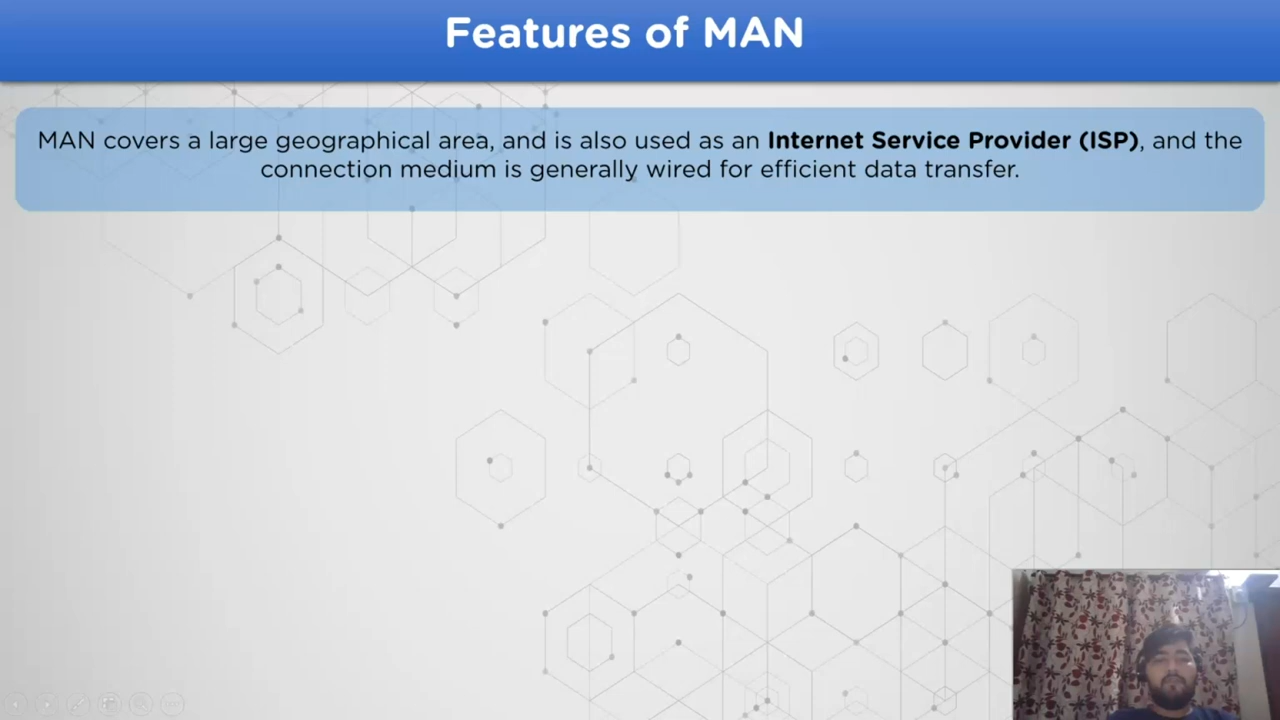 Features of MAN
MAN covers a large geographical area, and is also used as an Internet Service Provider (ISP), and the
connection medium is generally wired for efficient data transfer.